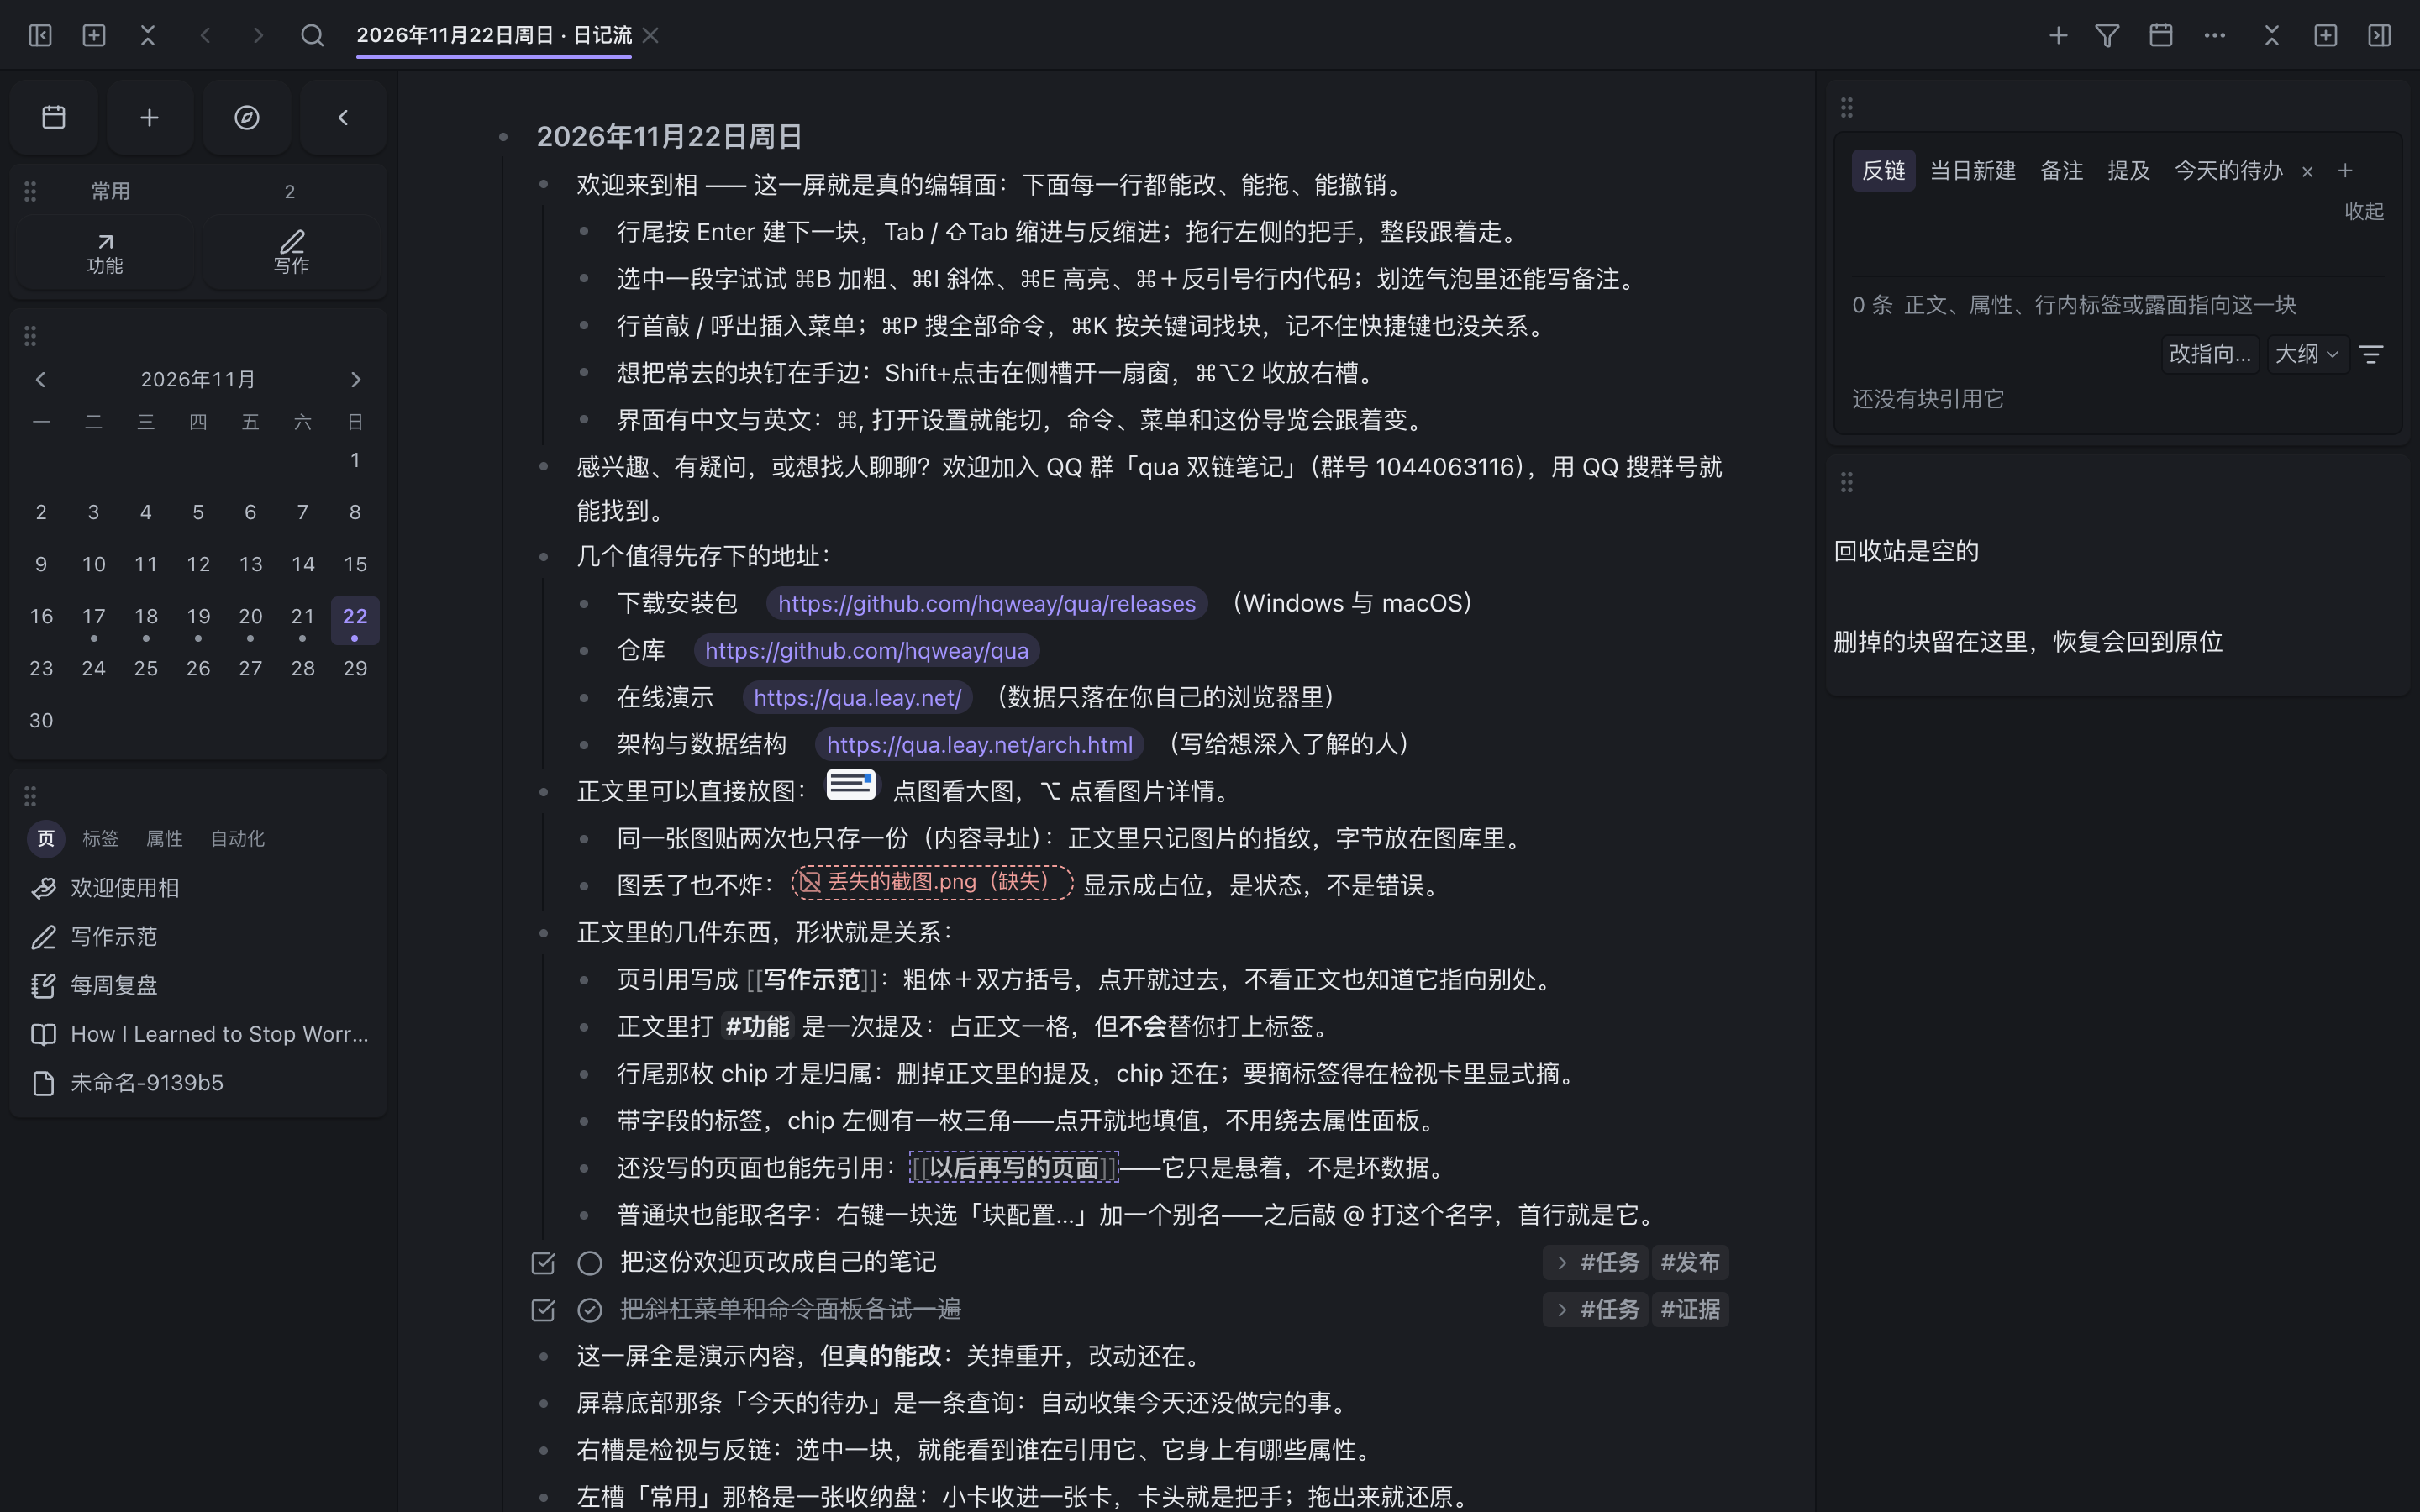 2026年11月22日周日 · 日记流
常用 2
功能 写作
2026年11月
一 二 三 四 五 六 日
1
2 3 4 5 6 7 8
9 10 11 12 13 14 15
16 17 18 19 20 21 22
23 24 25 26 27 28 29
30
页 标签 属性 自动化
欢迎使用相
写作示范
每周复盘
How I Learned to Stop Worr...
未命名-9139b5
2026年11月22日周日
欢迎来到相 —— 这一屏就是真的编辑面：下面每一行都能改、能拖、能撤销。
行尾按 Enter 建下一块，Tab / ⇧Tab 缩进与反缩进；拖行左侧的把手，整段跟着走。
选中一段字试试 ⌘B 加粗、⌘I 斜体、⌘E 高亮、⌘＋反引号行内代码；划选气泡里还能写备注。
行首敲 / 呼出插入菜单；⌘P 搜全部命令，⌘K 按关键词找块，记不住快捷键也没关系。
想把常去的块钉在手边：Shift+点击在侧槽开一扇窗，⌘⌥2 收放右槽。
界面有中文与英文：⌘, 打开设置就能切，命令、菜单和这份导览会跟着变。
感兴趣、有疑问，或想找人聊聊？欢迎加入 QQ 群「qua 双链笔记」（群号 1044063116），用 QQ 搜群号就
能找到。
几个值得先存下的地址：
下载安装包 https://github.com/hqweay/qua/releases （Windows 与 macOS）
仓库 https://github.com/hqweay/qua
在线演示 https://qua.leay.net/ （数据只落在你自己的浏览器里）
架构与数据结构 https://qua.leay.net/arch.html （写给想深入了解的人）
正文里可以直接放图： 点图看大图，⌥ 点看图片详情。
同一张图贴两次也只存一份（内容寻址）：正文里只记图片的指纹，字节放在图库里。
图丢了也不炸： 丢失的截图.png（缺失） 显示成占位，是状态，不是错误。
正文里的几件东西，形状就是关系：
页引用写成 [[写作示范]]：粗体＋双方括号，点开就过去，不看正文也知道它指向别处。
正文里打 #功能 是一次提及：占正文一格，但不会替你打上标签。
行尾那枚 chip 才是归属：删掉正文里的提及，chip 还在；要摘标签得在检视卡里显式摘。
带字段的标签，chip 左侧有一枚三角——点开就地填值，不用绕去属性面板。
还没写的页面也能先引用：[[以后再写的页面]]——它只是悬着，不是坏数据。
普通块也能取名字：右键一块选「块配置...」加一个别名——之后敲 @ 打这个名字，首行就是它。
把这份欢迎页改成自己的笔记 #任务 #发布
把斜杠菜单和命令面板各试一遍 #任务 #证据
这一屏全是演示内容，但真的能改：关掉重开，改动还在。
屏幕底部那条「今天的待办」是一条查询：自动收集今天还没做完的事。
右槽是检视与反链：选中一块，就能看到谁在引用它、它身上有哪些属性。
左槽「常用」那格是一张收纳盘：小卡收进一张卡，卡头就是把手；拖出来就还原。
反链 当日新建 备注 提及 今天的待办 × +
收起
0 条 正文、属性、行内标签或露面指向这一块
改指向... 大纲
还没有块引用它
回收站是空的
删掉的块留在这里，恢复会回到原位